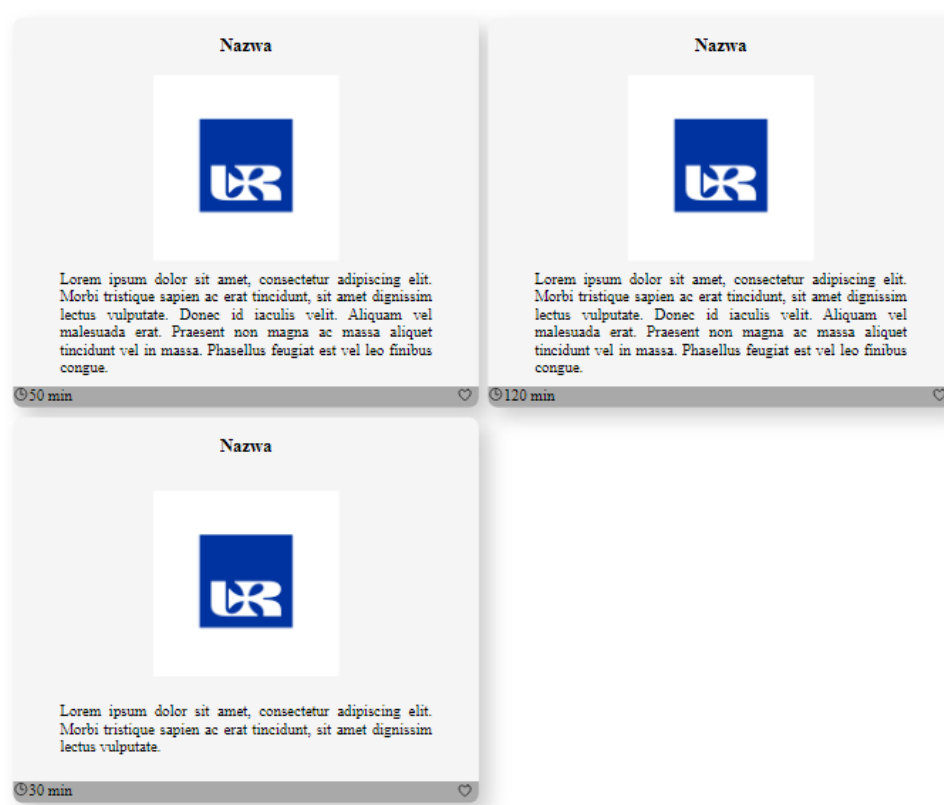 Nazwa
UR
Lorem ipsum dolor sit amet, consectetur adipiscing elit.
Morbi tristique sapien ac erat tincidunt, sit amet dignissim
lectus vulputate. Donec id iaculis velit. Aliquam vel
malesuada erat. Praesent non magna ac massa aliquet
tincidunt vel in massa. Phasellus feugiat est vel leo finibus
congue.
50 min
Nazwa
UR
Lorem ipsum dolor sit amet, consectetur adipiscing elit.
Morbi tristique sapien ac erat tincidunt, sit amet dignissim
lectus vulputate. Donec id iaculis velit. Aliquam vel
malesuada erat. Praesent non magna ac massa aliquet
tincidunt vel in massa. Phasellus feugiat est vel leo finibus
congue.
120 min
Nazwa
UR
Lorem ipsum dolor sit amet, consectetur adipiscing elit.
Morbi tristique sapien ac erat tincidunt, sit amet dignissim
lectus vulputate.
30 min